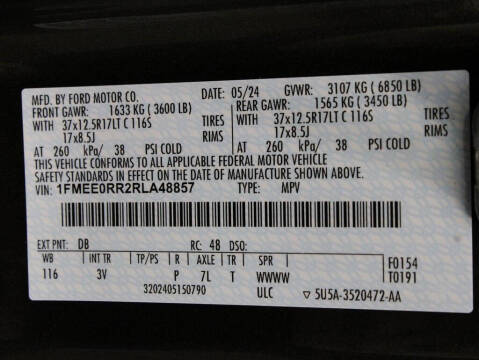 MFD. BY FORD MOTOR CO. DATE: 05/24 GVWR: 3107 KG ( 6850 LB)
FRONT GAWR: 1633 KG ( 3600 LB) REAR GAWR: 1565 KG ( 3450 LB)
WITH 37x12.5R17LT C 116S TIRES WITH 37x12.5R17LT C 116S TIRES
17x8.5J RIMS 17x8.5J RIMS
AT 260 kPa/ 38 PSI COLD AT 260 kPa/ 38 PSI COLD
THIS VEHICLE CONFORMS TO ALL APPLICABLE FEDERAL MOTOR VEHICLE
SAFETY STANDARDS IN EFFECT ON THE DATE OF MANUFACTURE SHOWN ABOVE.
VIN: 1FMEE0RR2RLA48857 TYPE: MPV
EXT PNT: DB RC: 48 DSO:
WB INT TR TP/PS R AXLE TR SPR F0154
116 3V P 7L T WWWW T0191
3202405150790 ULC ▽ 5U5A-3520472-AA